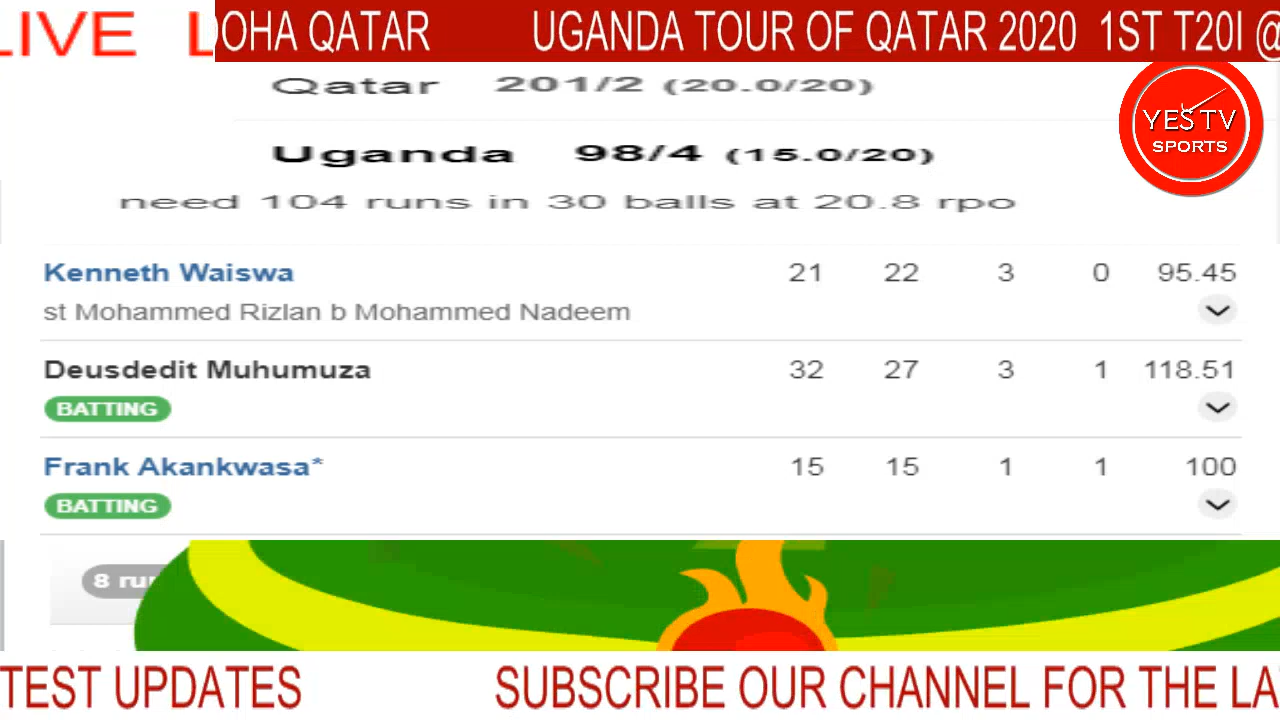 LIVE L
OHA QATAR UGANDA TOUR OF QATAR 2020 1ST T20I @
Qatar 201/2 (20.0/20)
YES TV
SPORTS
Uganda 98/4 (15.0/20)
need 104 runs in 30 balls at 20.8 rpo
Kenneth Waiswa 21 22 3 0 95.45
st Mohammed Rizlan b Mohammed Nadeem
Deusdedit Muhumuza 32 27 3 1 118.51
BATTING
Frank Akankwasa* 15 15 1 1 100
BATTING
8 ru
TEST UPDATES SUBSCRIBE OUR CHANNEL FOR THE LA